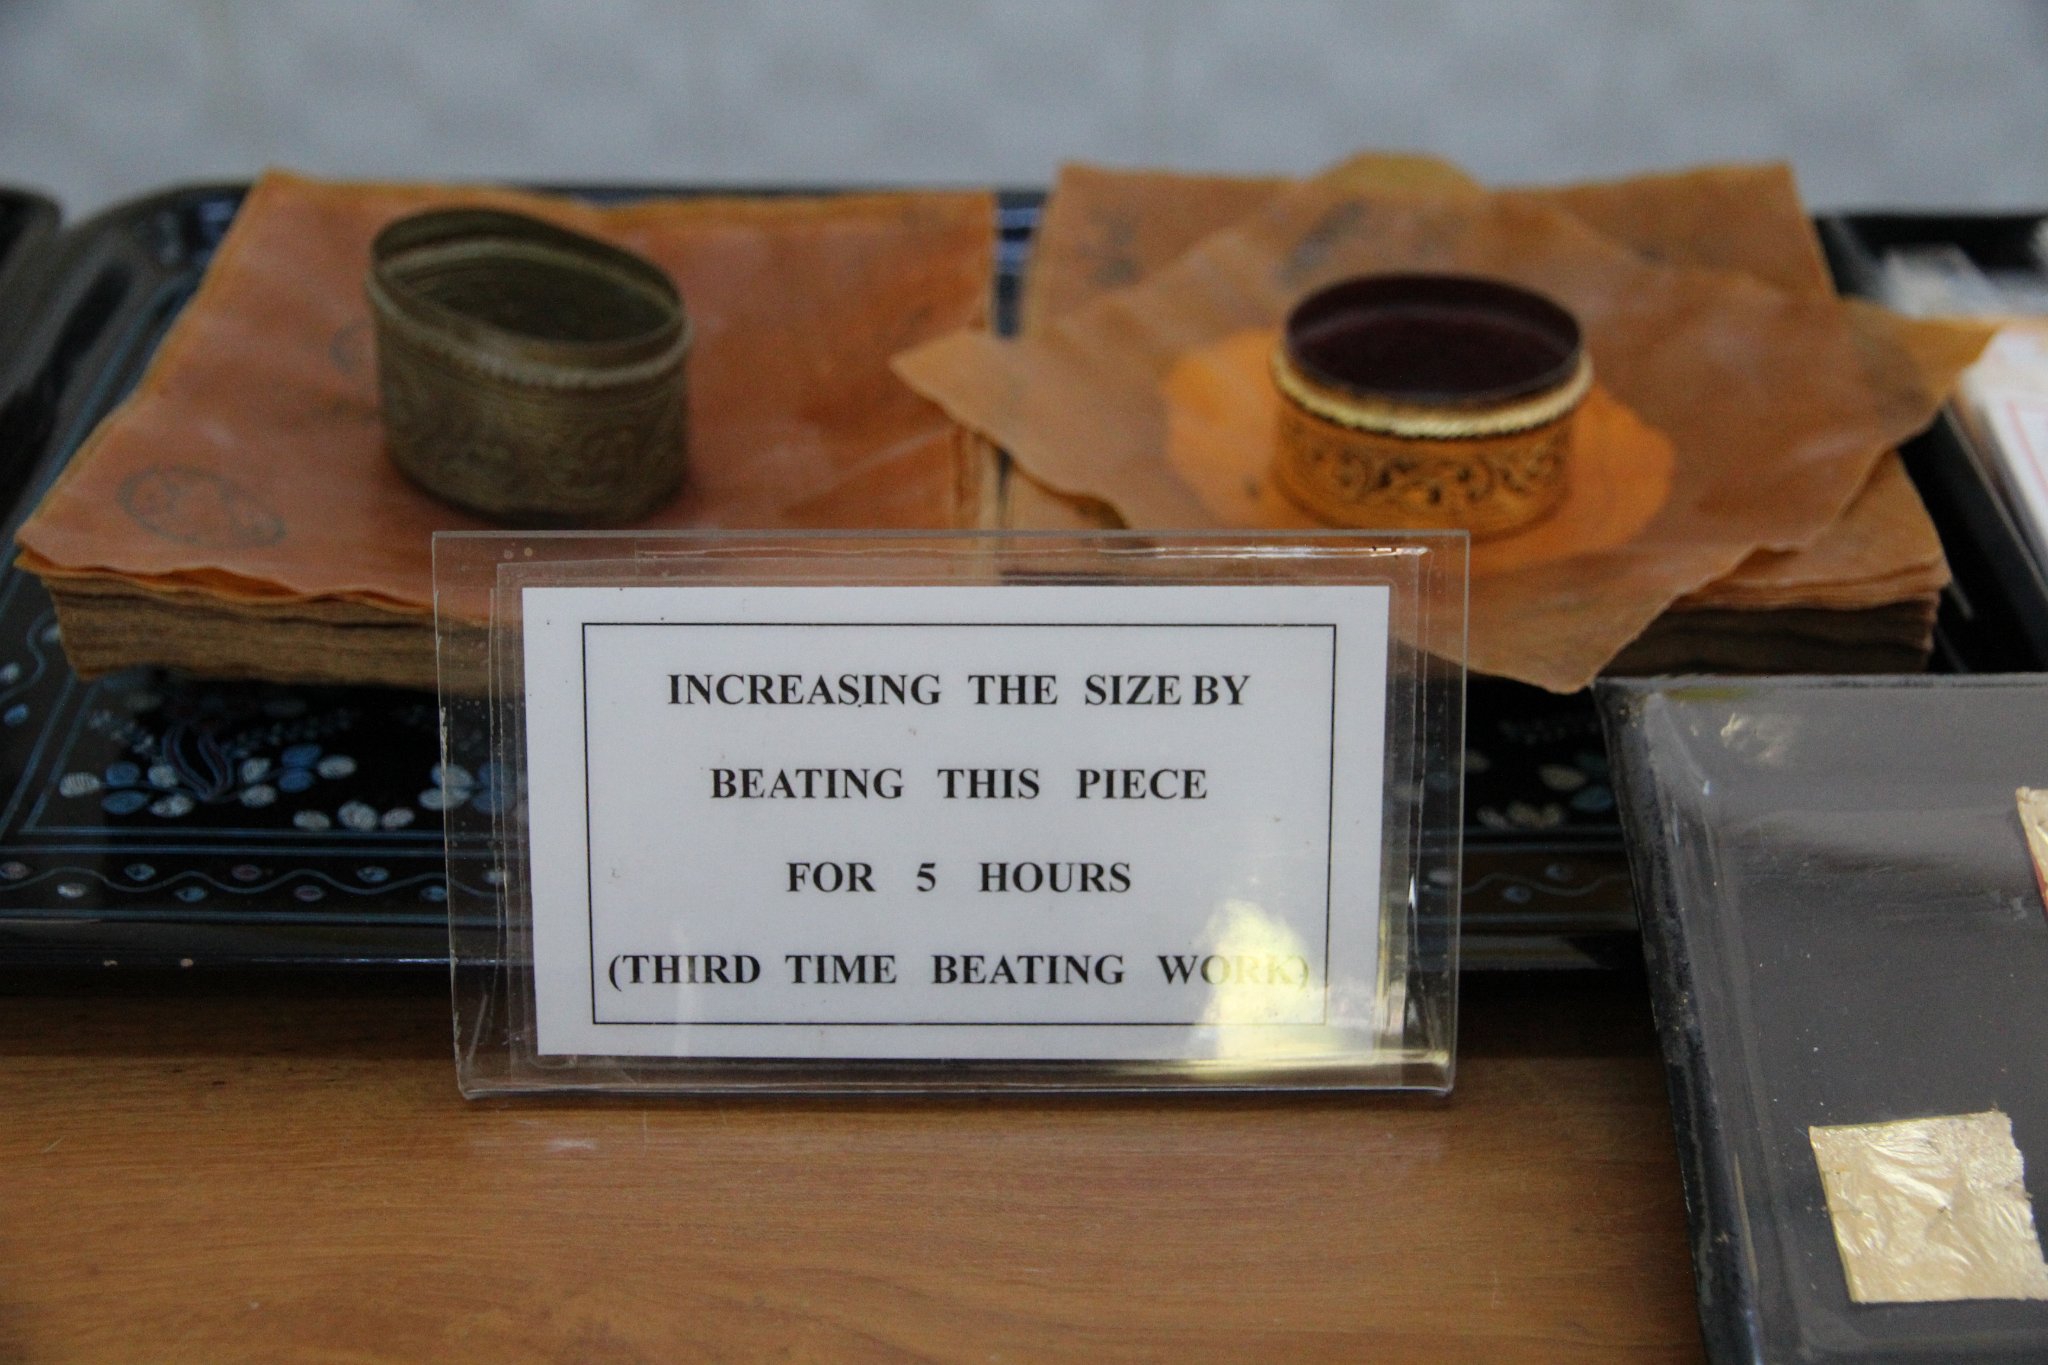 INCREASING THE SIZE BY
BEATING THIS PIECE
FOR 5 HOURS
(THIRD TIME BEATING WORK)